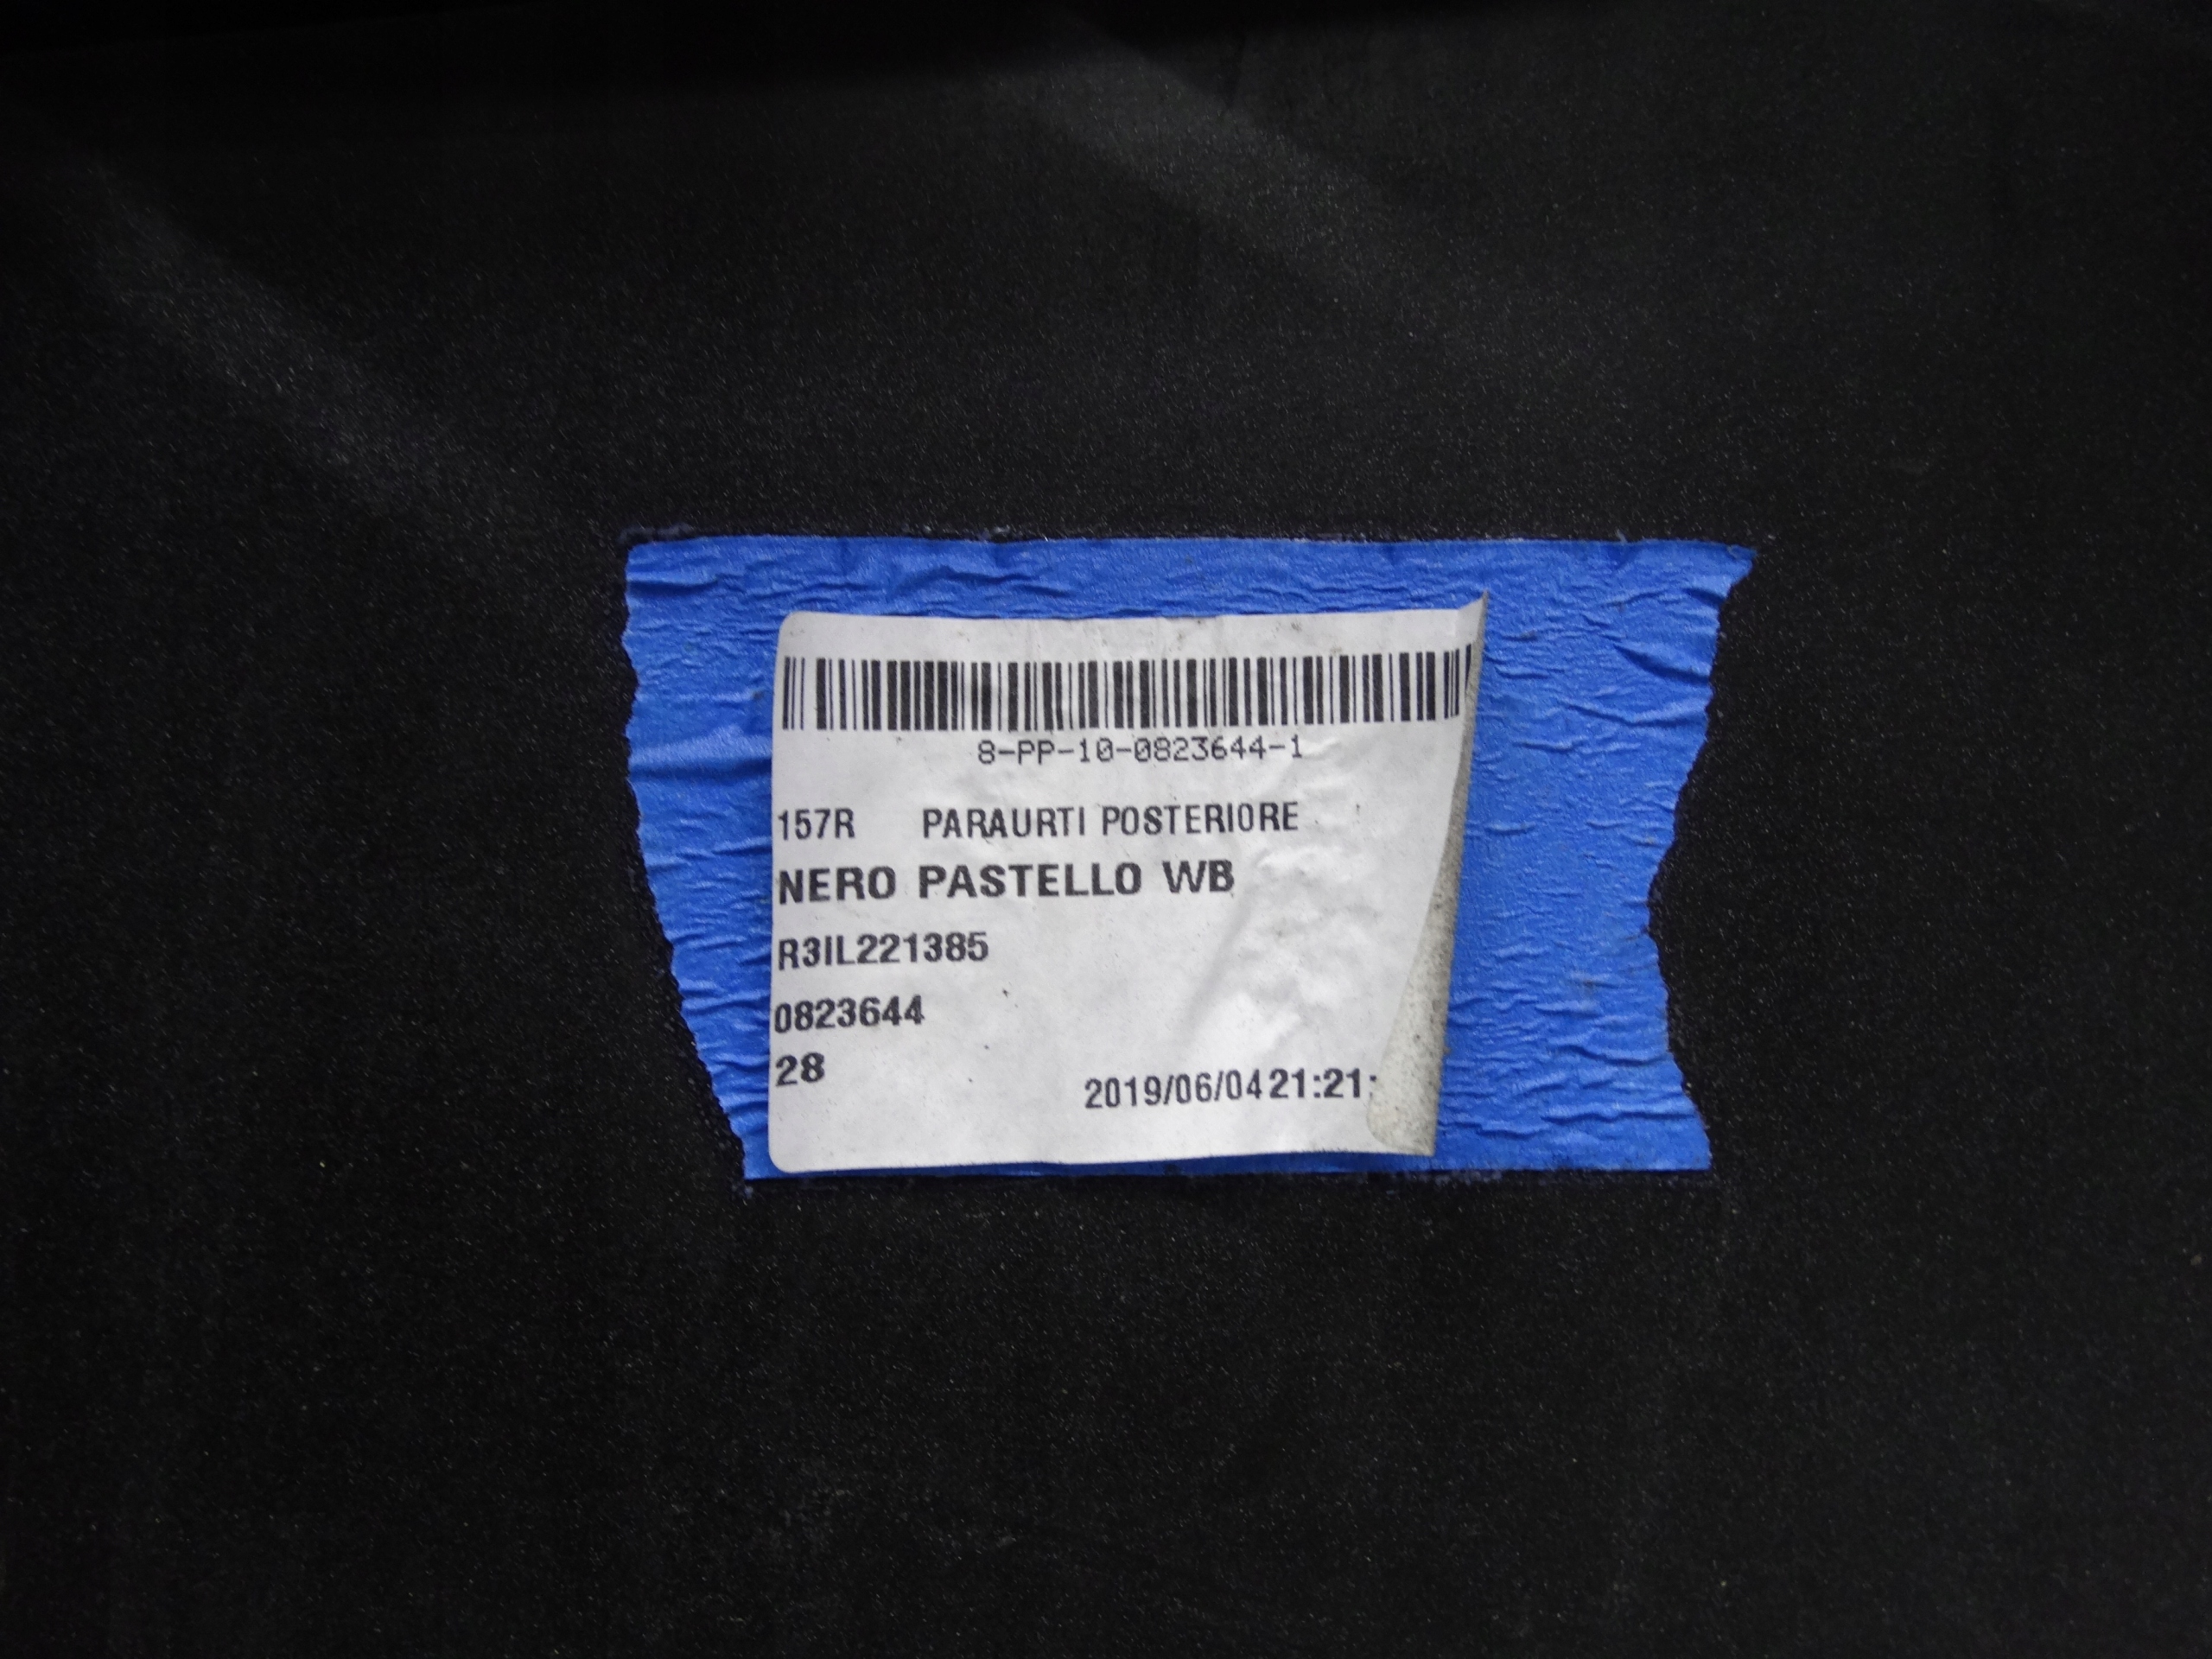 8-PP-10-0823644-1
157R PARAURTI POSTERIORE
NERO PASTELLO WB
R3IL221385
0823644
28
2019/06/04 21:21: